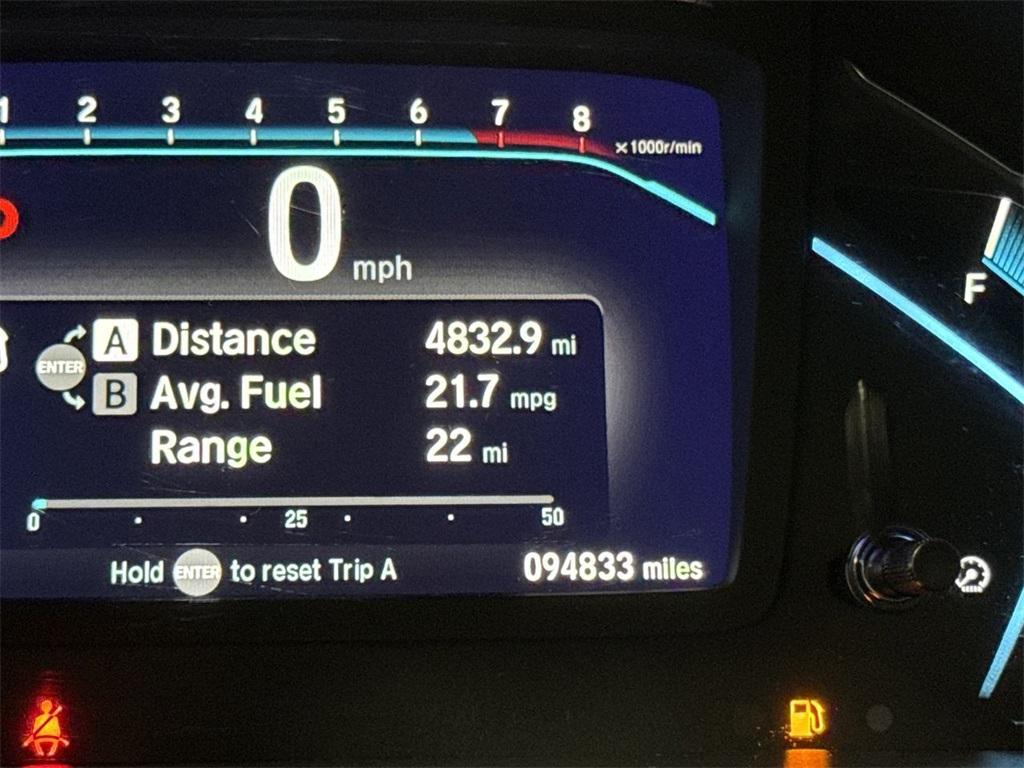 1 2 3 4 5 6 7 8
x1000r/min
0 mph
F
A Distance 4832.9 mi
ENTER
B Avg. Fuel 21.7 mpg
Range 22 mi
0 25 50
Hold ENTER to reset Trip A 094833 miles